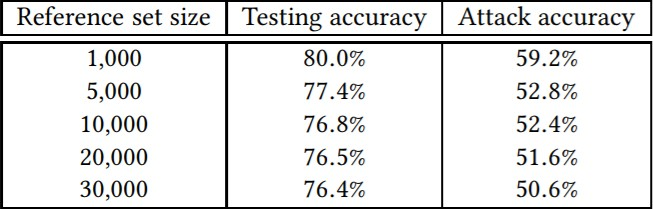 Reference set size Testing accuracy Attack accuracy
1,000 80.0% 59.2%
5,000 77.4% 52.8%
10,000 76.8% 52.4%
20,000 76.5% 51.6%
30,000 76.4% 50.6%